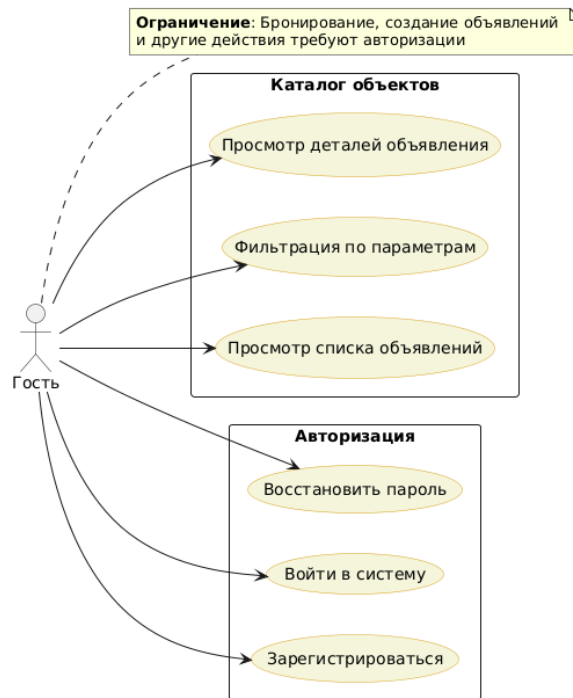 Ограничение: Бронирование, создание объявлений
и другие действия требуют авторизации
Каталог объектов
Просмотр деталей объявления
Фильтрация по параметрам
Просмотр списка объявлений
Гость
Авторизация
Восстановить пароль
Войти в систему
Зарегистрироваться